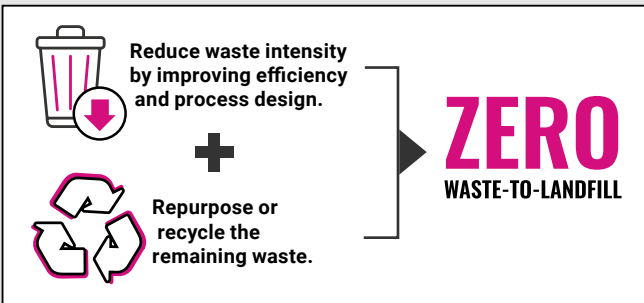 Reduce waste intensity
by improving efficiency
and process design.
Repurpose or
recycle the
remaining waste.
ZERO
WASTE-TO-LANDFILL